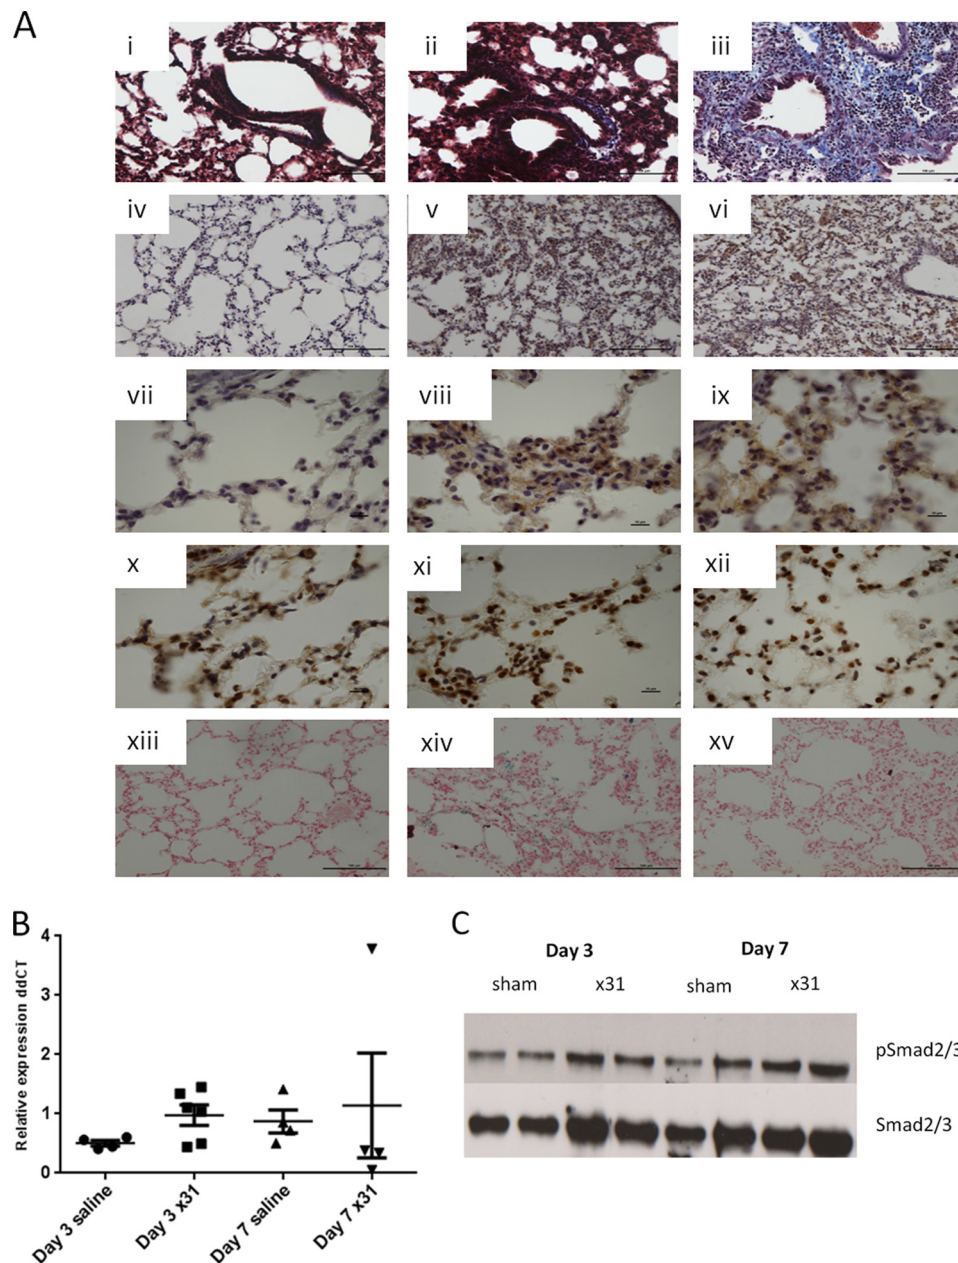 A
i
ii
iii
iv
v
vi
vii
viii
ix
x
xi
xii
xiii
xiv
xv
B
Relative expression ddCT
4
3
2
1
0
Day 3 saline
Day 3 x31
Day 7 saline
Day 7 x31
C
Day 3 Day 7
sham x31 sham x31
pSmad2/3
Smad2/3